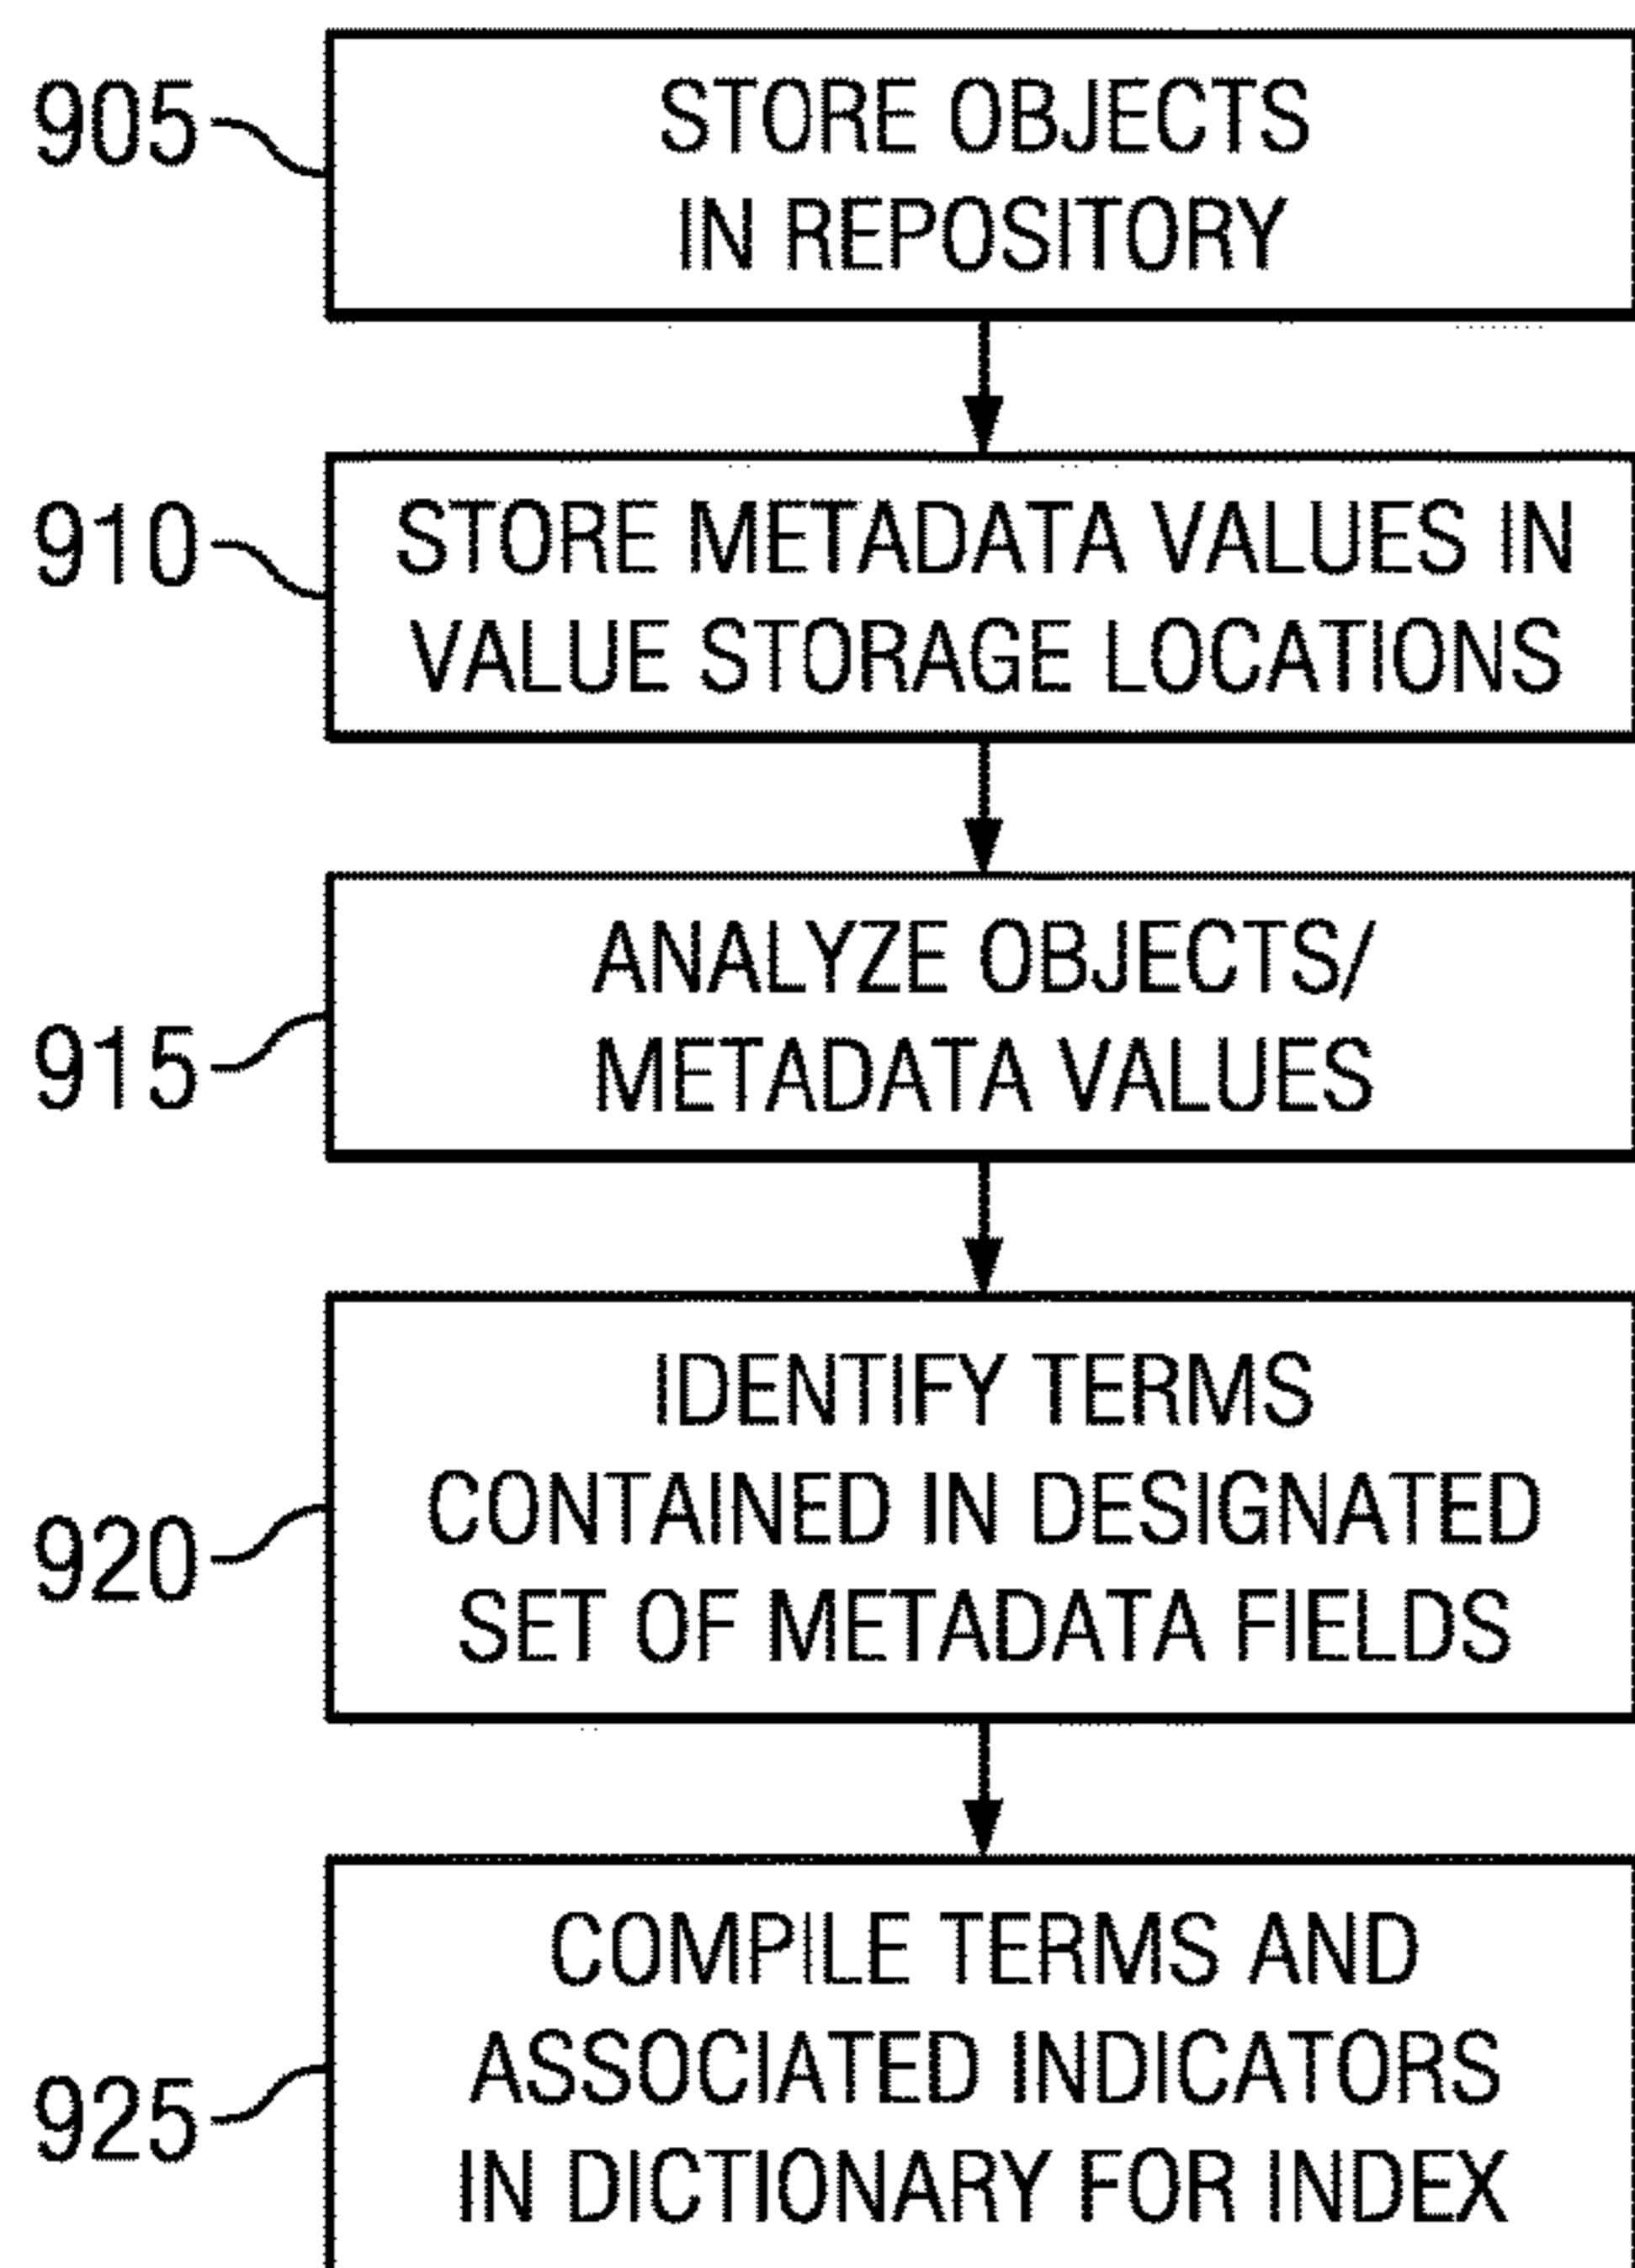 905
STORE OBJECTS
IN REPOSITORY
910
STORE METADATA VALUES IN
VALUE STORAGE LOCATIONS
915
ANALYZE OBJECTS/
METADATA VALUES
920
IDENTIFY TERMS
CONTAINED IN DESIGNATED
SET OF METADATA FIELDS
925
COMPILE TERMS AND
ASSOCIATED INDICATORS
IN DICTIONARY FOR INDEX